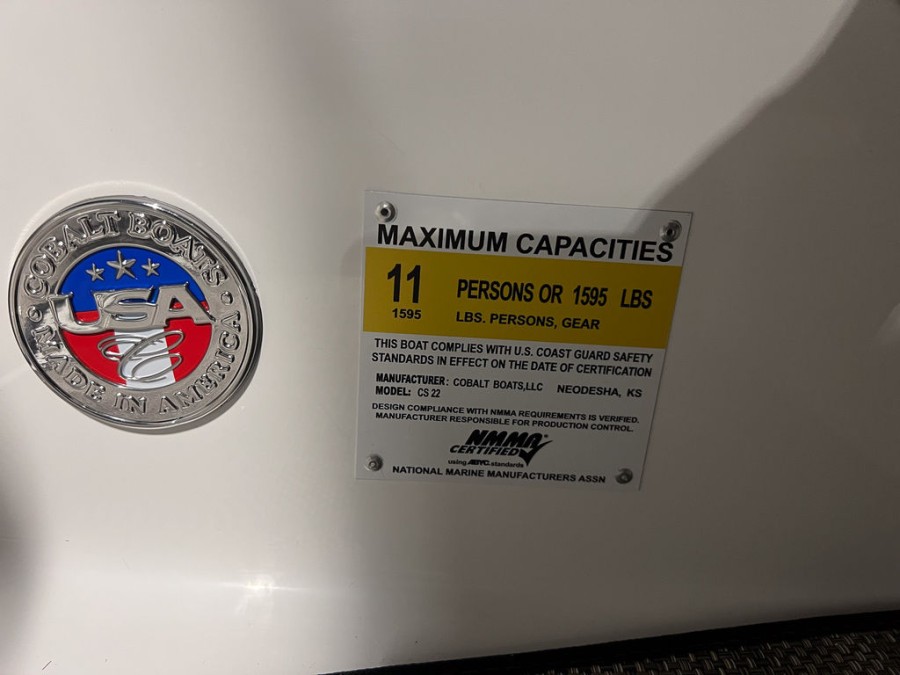 COBALT BOATS
USA
MADE IN AMERICA
MAXIMUM CAPACITIES
11 PERSONS OR 1595 LBS
1595 LBS. PERSONS, GEAR
THIS BOAT COMPLIES WITH U.S. COAST GUARD SAFETY
STANDARDS IN EFFECT ON THE DATE OF CERTIFICATION
MANUFACTURER: COBALT BOATS,LLC NEODESHA, KS
MODEL: CS 22
DESIGN COMPLIANCE WITH NMMA REQUIREMENTS IS VERIFIED.
MANUFACTURER RESPONSIBLE FOR PRODUCTION CONTROL.
NMMA
CERTIFIED
using ABYC standards
NATIONAL MARINE MANUFACTURERS ASSN